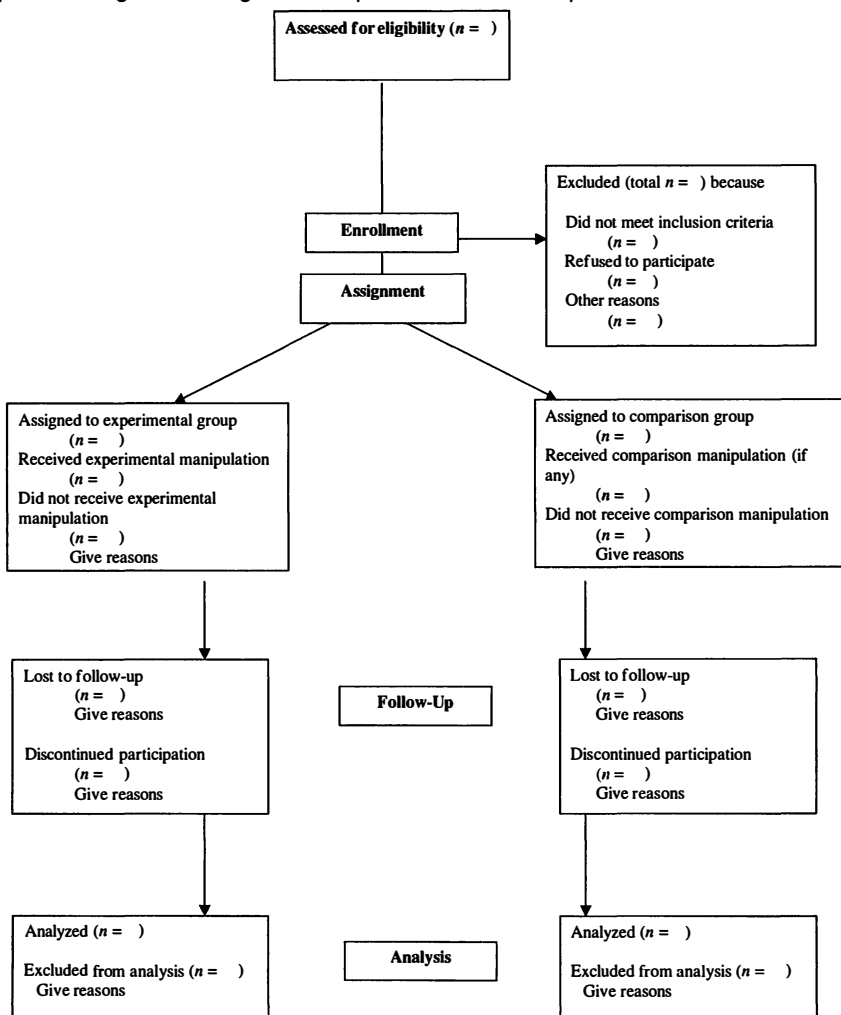 Assessed for eligibility (n = )
Excluded (total n = ) because
Did not meet inclusion criteria
(n = )
Refused to participate
(n = )
Other reasons
(n = )
Enrollment
Assignment
Assigned to experimental group
(n = )
Received experimental manipulation
(n = )
Did not receive experimental
manipulation
(n = )
Give reasons
Assigned to comparison group
(n = )
Received comparison manipulation (if
any)
(n = )
Did not receive comparison manipulation
(n = )
Give reasons
Lost to follow-up
(n = )
Give reasons
Discontinued participation
(n = )
Give reasons
Follow-Up
Lost to follow-up
(n = )
Give reasons
Discontinued participation
(n = )
Give reasons
Analyzed (n = )
Excluded from analysis (n = )
Give reasons
Analysis
Analyzed (n = )
Excluded from analysis (n = )
Give reasons